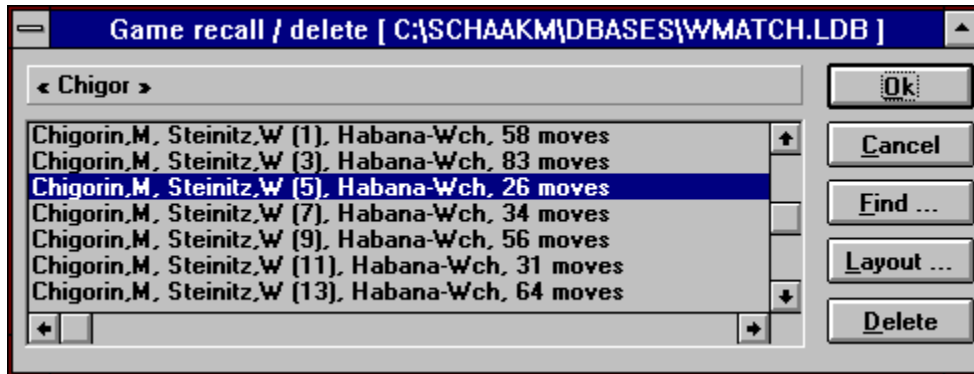 Game recall / delete [ C:\SCHAAKM\DBASES\WMATCH.LDB ]
« Chigor »
Ok
Chigorin,M, Steinitz,W (1), Habana-Wch, 58 moves
Chigorin,M, Steinitz,W (3), Habana-Wch, 83 moves
Chigorin,M, Steinitz,W (5), Habana-Wch, 26 moves
Chigorin,M, Steinitz,W (7), Habana-Wch, 34 moves
Chigorin,M, Steinitz,W (9), Habana-Wch, 56 moves
Chigorin,M, Steinitz,W (11), Habana-Wch, 31 moves
Chigorin,M, Steinitz,W (13), Habana-Wch, 64 moves
Cancel
Find ...
Layout ...
Delete